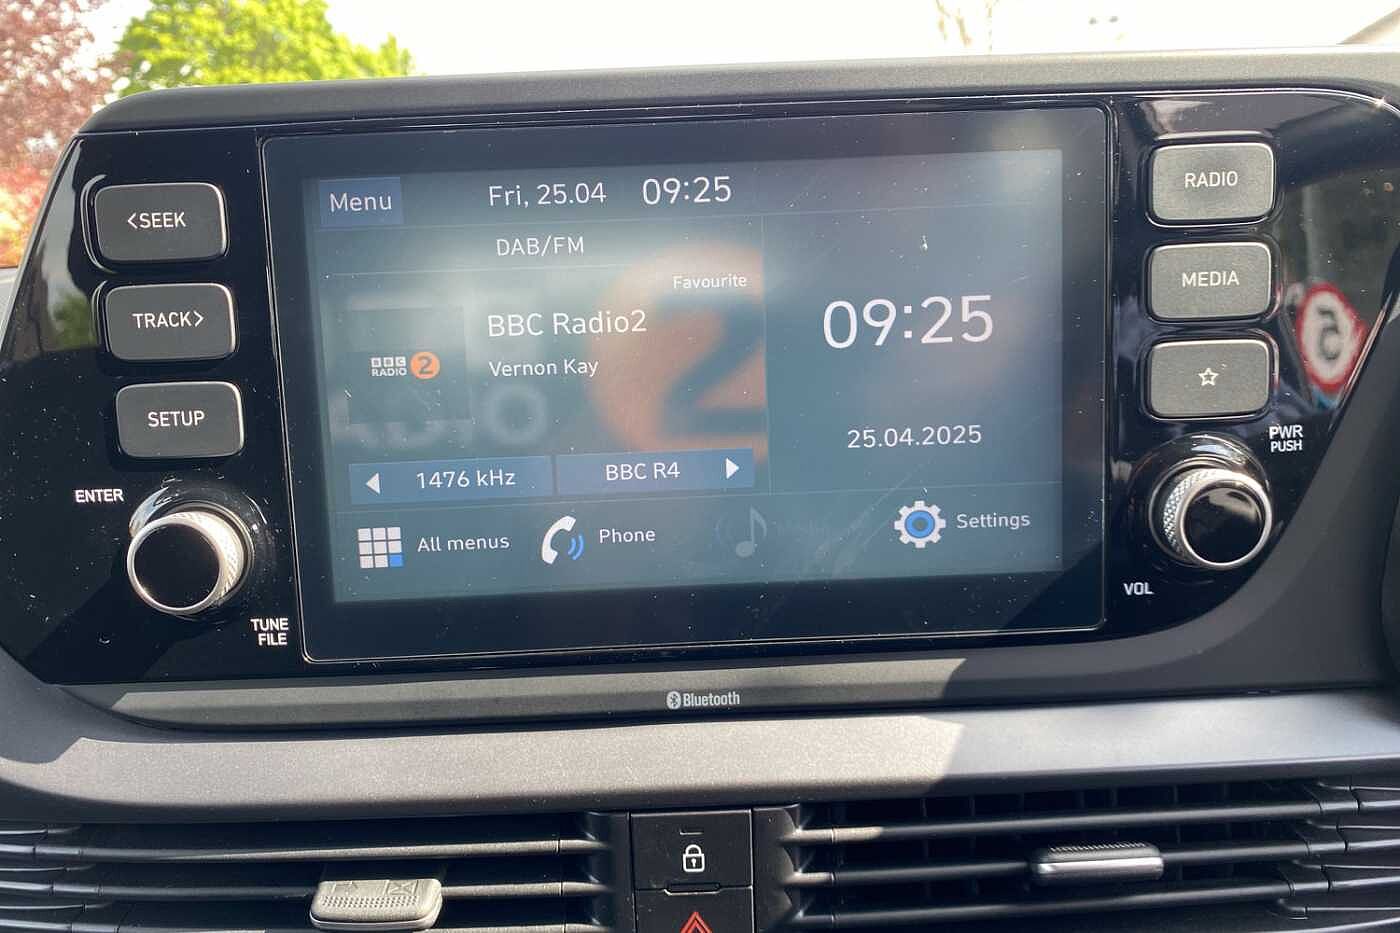 Menu
Fri, 25.04
09:25
DAB/FM
Favourite
BBC Radio2
Vernon Kay
BBC
RADIO 2
1476 kHz
BBC R4
09:25
25.04.2025
All menus
Phone
Settings
<SEEK
TRACK>
SETUP
ENTER
TUNE
FILE
RADIO
MEDIA
PWR
PUSH
VOL
Bluetooth